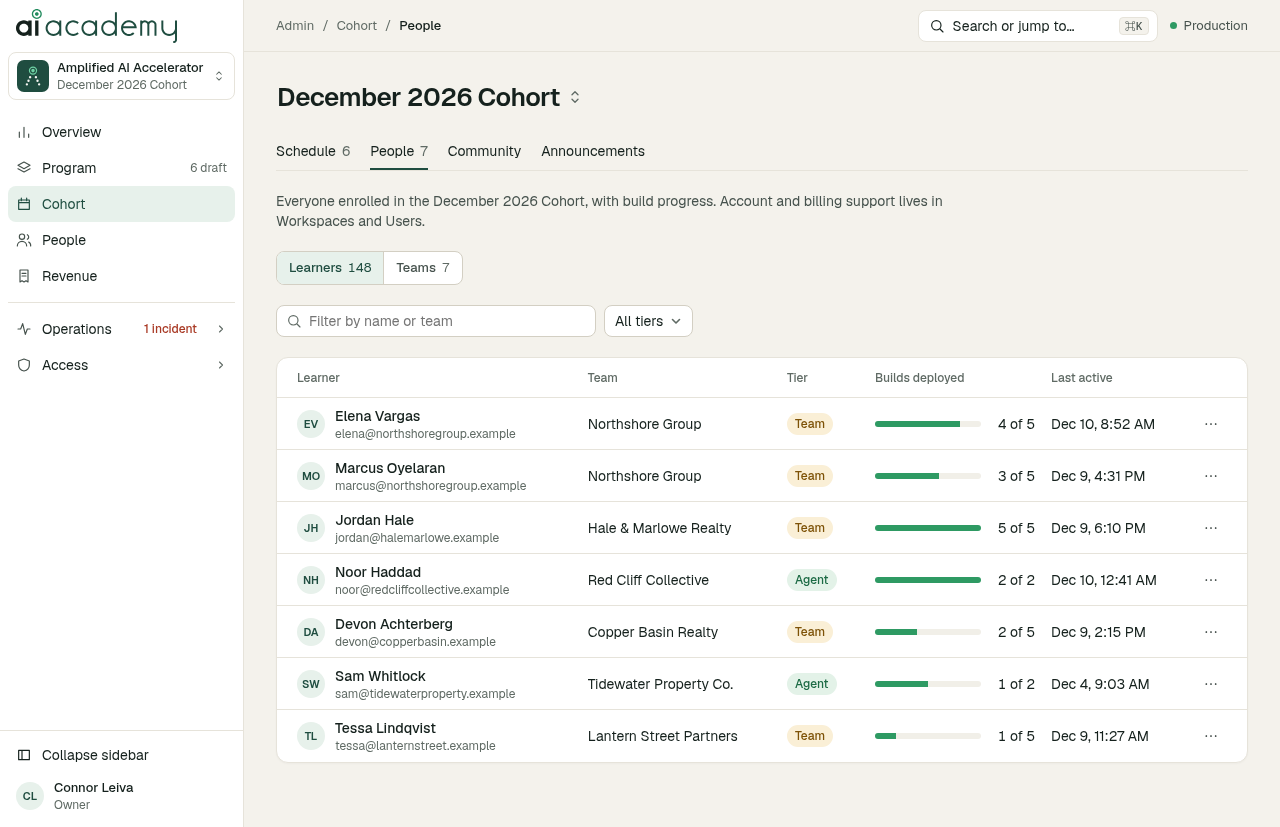 ai academy
Amplified AI Accelerator
December 2026 Cohort
Overview
Program 6 draft
Cohort
People
Revenue
Operations 1 incident
Access
Collapse sidebar
CL Connor Leiva
Owner
Admin / Cohort / People
Search or jump to… ⌘K
Production
December 2026 Cohort
Schedule 6 People 7 Community Announcements
Everyone enrolled in the December 2026 Cohort, with build progress. Account and billing support lives in
Workspaces and Users.
Learners 148 Teams 7
Filter by name or team All tiers
Learner Team Tier Builds deployed Last active
EV Elena Vargas Northshore Group Team 4 of 5 Dec 10, 8:52 AM ···
elena@northshoregroup.example
MO Marcus Oyelaran Northshore Group Team 3 of 5 Dec 9, 4:31 PM ···
marcus@northshoregroup.example
JH Jordan Hale Hale & Marlowe Realty Team 5 of 5 Dec 9, 6:10 PM ···
jordan@halemarlowe.example
NH Noor Haddad Red Cliff Collective Agent 2 of 2 Dec 10, 12:41 AM ···
noor@redcliffcollective.example
DA Devon Achterberg Copper Basin Realty Team 2 of 5 Dec 9, 2:15 PM ···
devon@copperbasin.example
SW Sam Whitlock Tidewater Property Co. Agent 1 of 2 Dec 4, 9:03 AM ···
sam@tidewaterproperty.example
TL Tessa Lindqvist Lantern Street Partners Team 1 of 5 Dec 9, 11:27 AM ···
tessa@lanternstreet.example